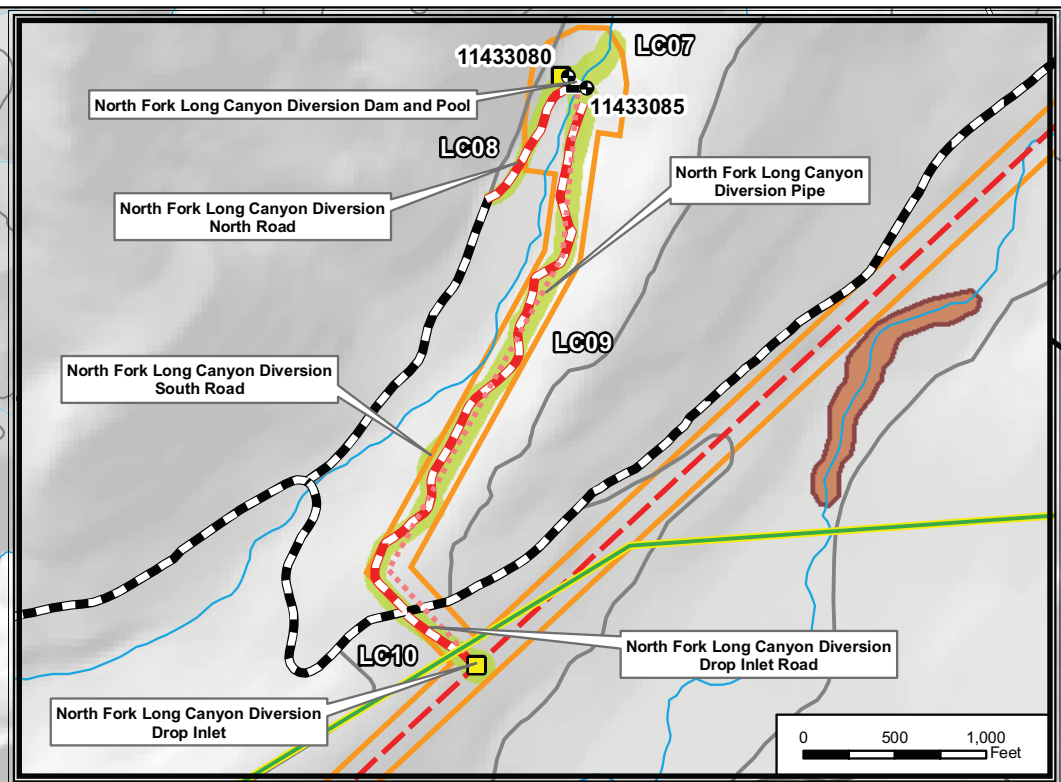 LC07
11433080
North Fork Long Canyon Diversion Dam and Pool
11433085
LC08
North Fork Long Canyon
Diversion Pipe
North Fork Long Canyon Diversion
North Road
LC09
North Fork Long Canyon Diversion
South Road
North Fork Long Canyon Diversion
Drop Inlet Road
LC10
North Fork Long Canyon Diversion
Drop Inlet
0 500 1,000
Feet